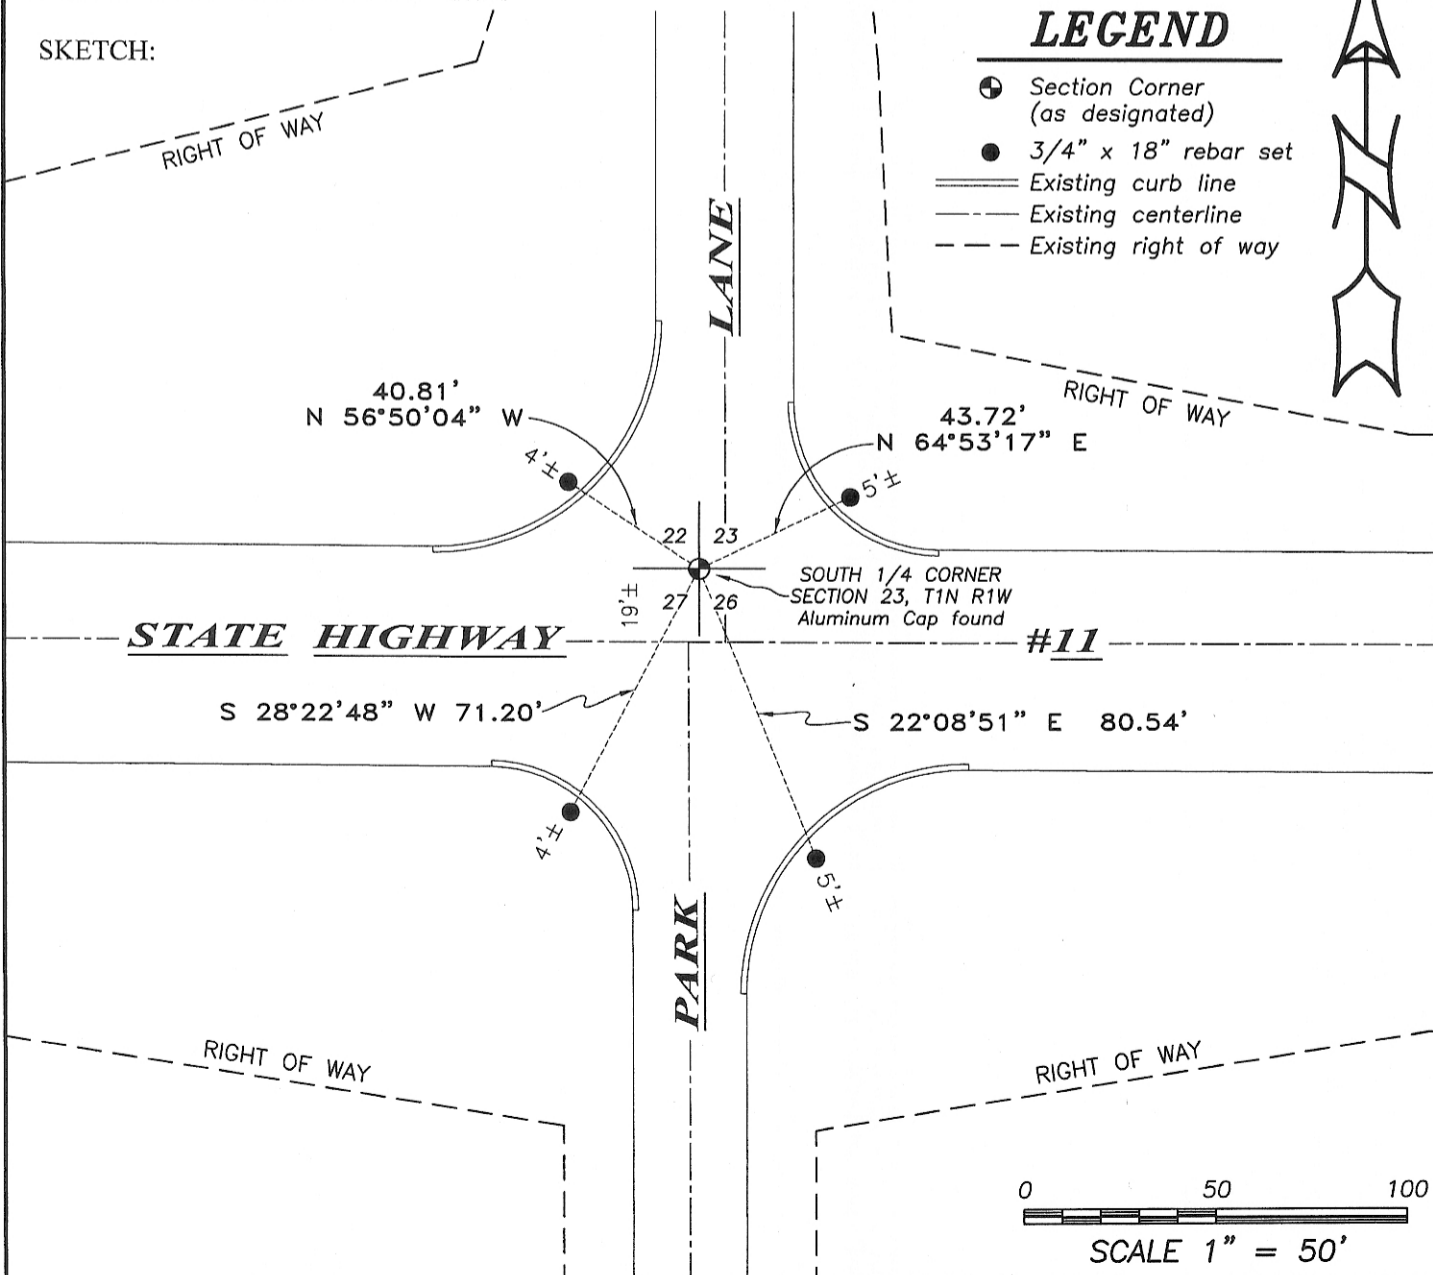 SKETCH:
LEGEND
Section Corner
(as designated)
3/4" x 18" rebar set
Existing curb line
Existing centerline
Existing right of way
RIGHT OF WAY
LANE
40.81'
N 56°50'04" W
RIGHT OF WAY
43.72'
N 64°53'17" E
4'±
5'±
22 23
27 26
SOUTH 1/4 CORNER
SECTION 23, T1N R1W
Aluminum Cap found
19'±
STATE HIGHWAY #11
S 28°22'48" W 71.20'
S 22°08'51" E 80.54'
4'±
5'±
PARK
RIGHT OF WAY
RIGHT OF WAY
0 50 100
SCALE 1" = 50'